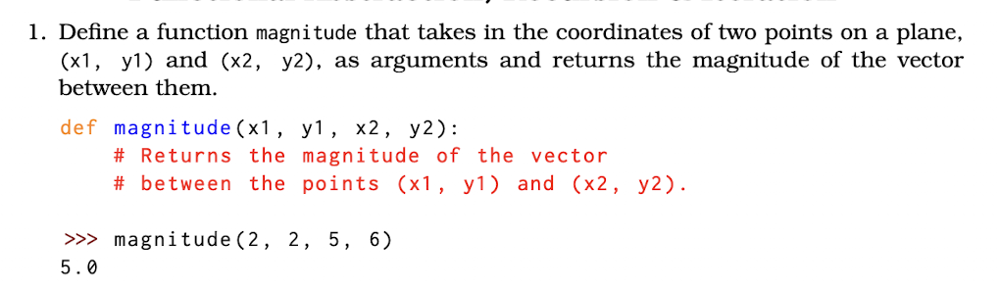 1. Define a function magnitude that takes in the coordinates of two points on a plane,
(x1, y1) and (x2, y2), as arguments and returns the magnitude of the vector
between them.
def magnitude(x1, y1, x2, y2):
    # Returns the magnitude of the vector
    # between the points (x1, y1) and (x2, y2).
>>> magnitude(2, 2, 5, 6)
5.0